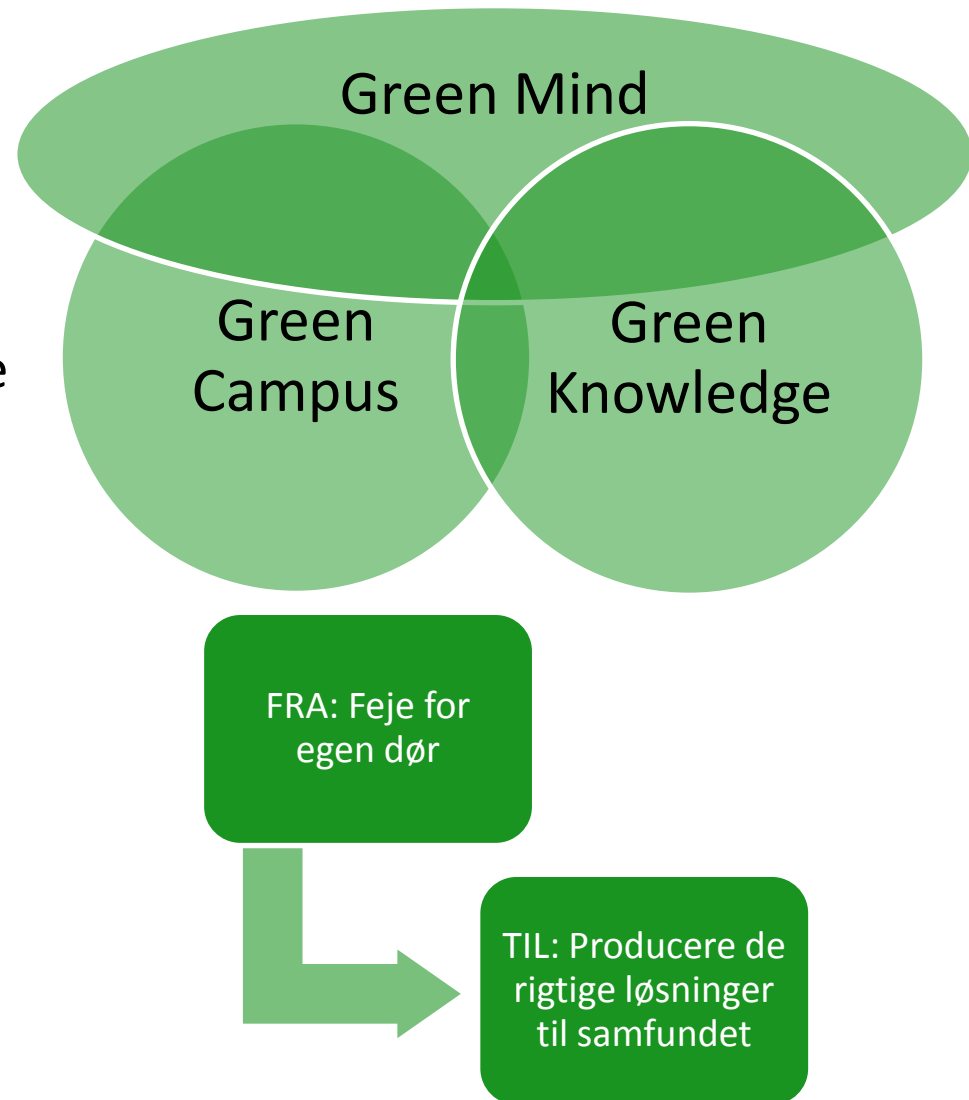 Green Mind
Green
Campus
Green
Knowledge
e
FRA: Feje for
egen dør
TIL: Producere de
rigtige løsninger
til samfundet